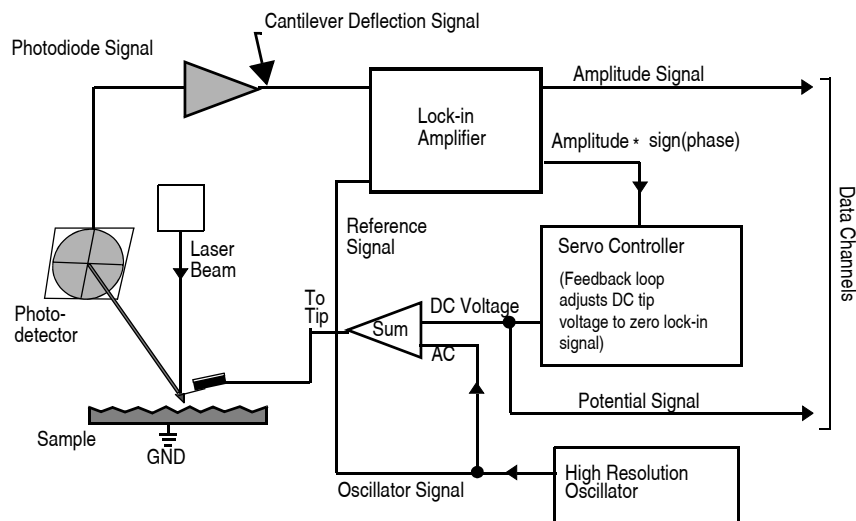 Cantilever Deflection Signal
Photodiode Signal
Amplitude Signal
Lock-in
Amplifier
Amplitude * sign(phase)
Data Channels
Reference
Signal
Laser
Beam
Servo Controller
(Feedback loop
adjusts DC tip
voltage to zero lock-in
signal)
To
Tip
DC Voltage
Sum
AC
Photo-
detector
Potential Signal
Sample
GND
Oscillator Signal
High Resolution
Oscillator